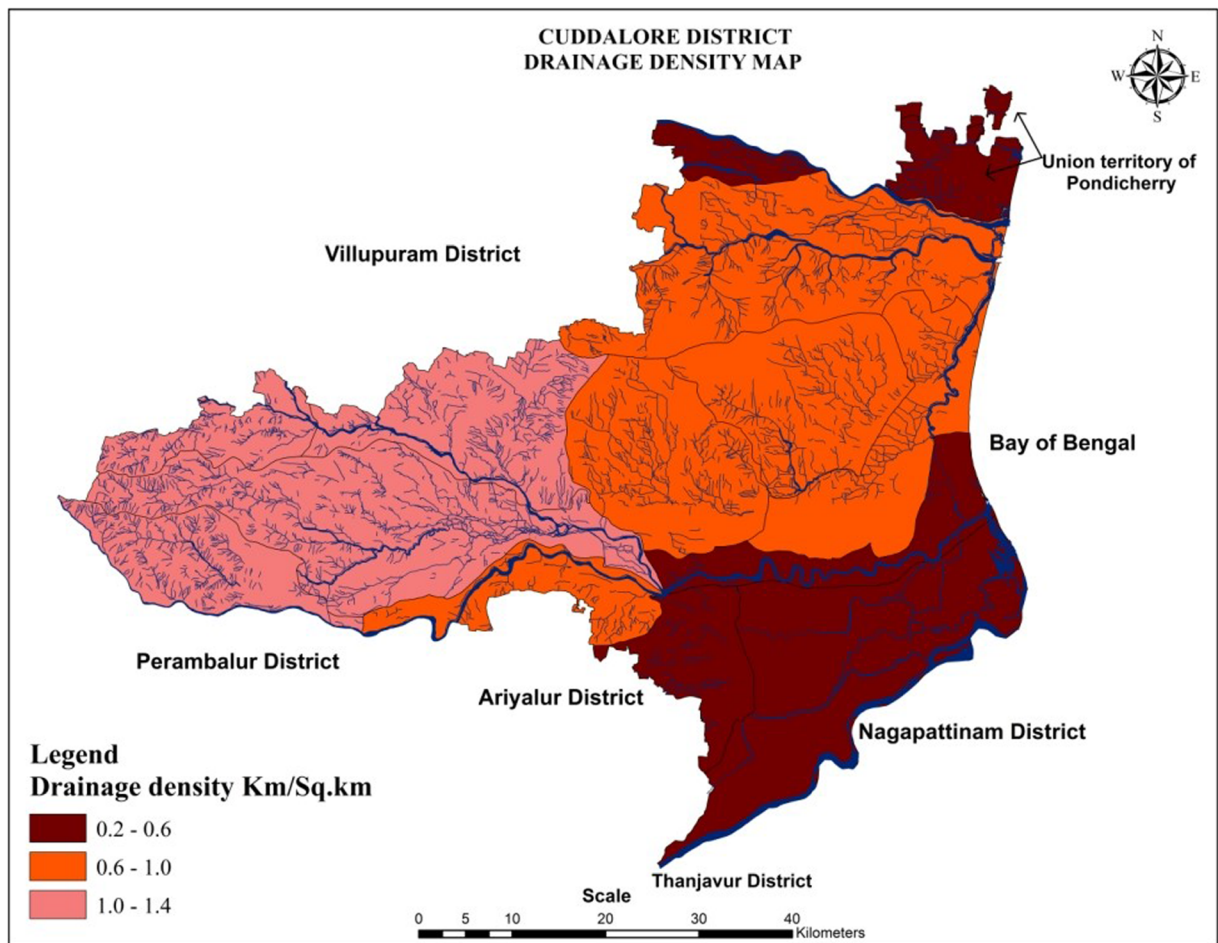 CUDDALORE DISTRICT
DRAINAGE DENSITY MAP
N
W
E
S
Union territory of
Pondicherry
Villupuram District
Bay of Bengal
Perambalur District
Ariyalur District
Nagapattinam District
Legend
Drainage density Km/Sq.km
0.2 - 0.6
0.6 - 1.0
1.0 - 1.4
Thanjavur District
Scale
0 5 10 20 30 40
Kilometers